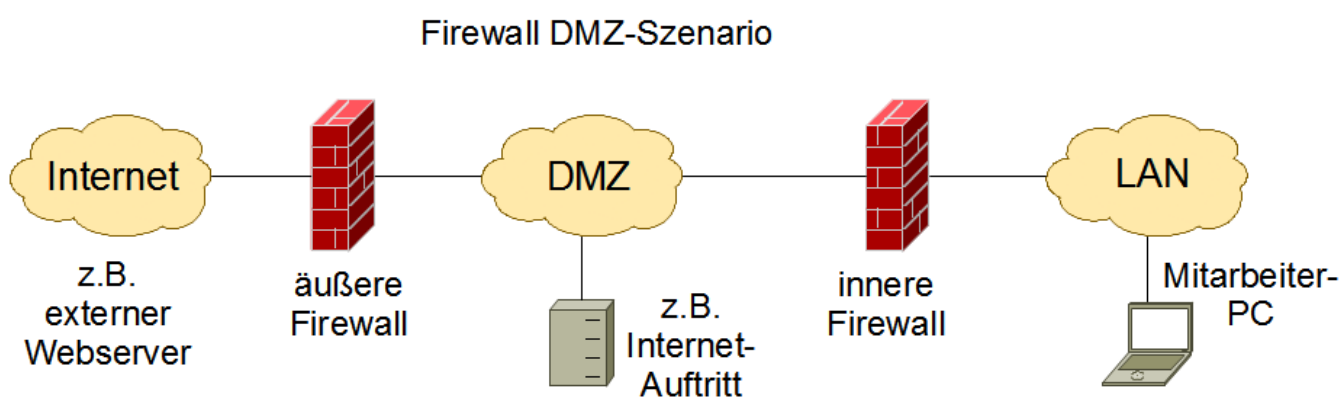 Firewall DMZ-Szenario
Internet
DMZ
LAN
z.B.
externer
Webserver
äußere
Firewall
z.B.
Internet-
Auftritt
innere
Firewall
Mitarbeiter-
PC